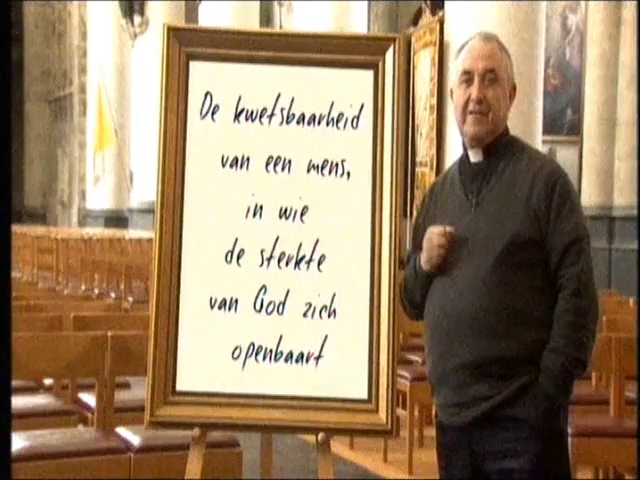 De kwetsbaarheid
van een mens,
in wie
de sterkte
van God zich
openbaart